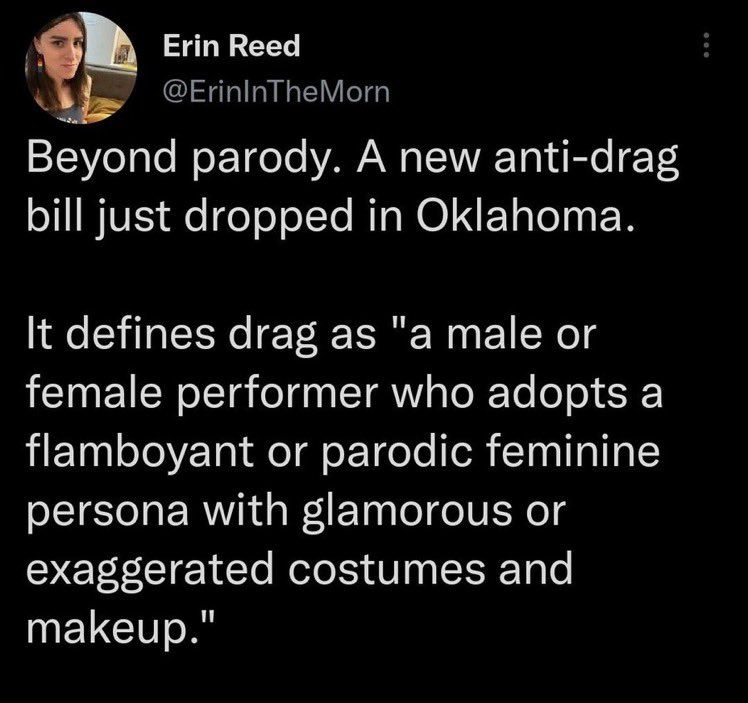 Erin Reed
@ErinInTheMorn
Beyond parody. A new anti-drag
bill just dropped in Oklahoma.
It defines drag as "a male or
female performer who adopts a
flamboyant or parodic feminine
persona with glamorous or
exaggerated costumes and
makeup."